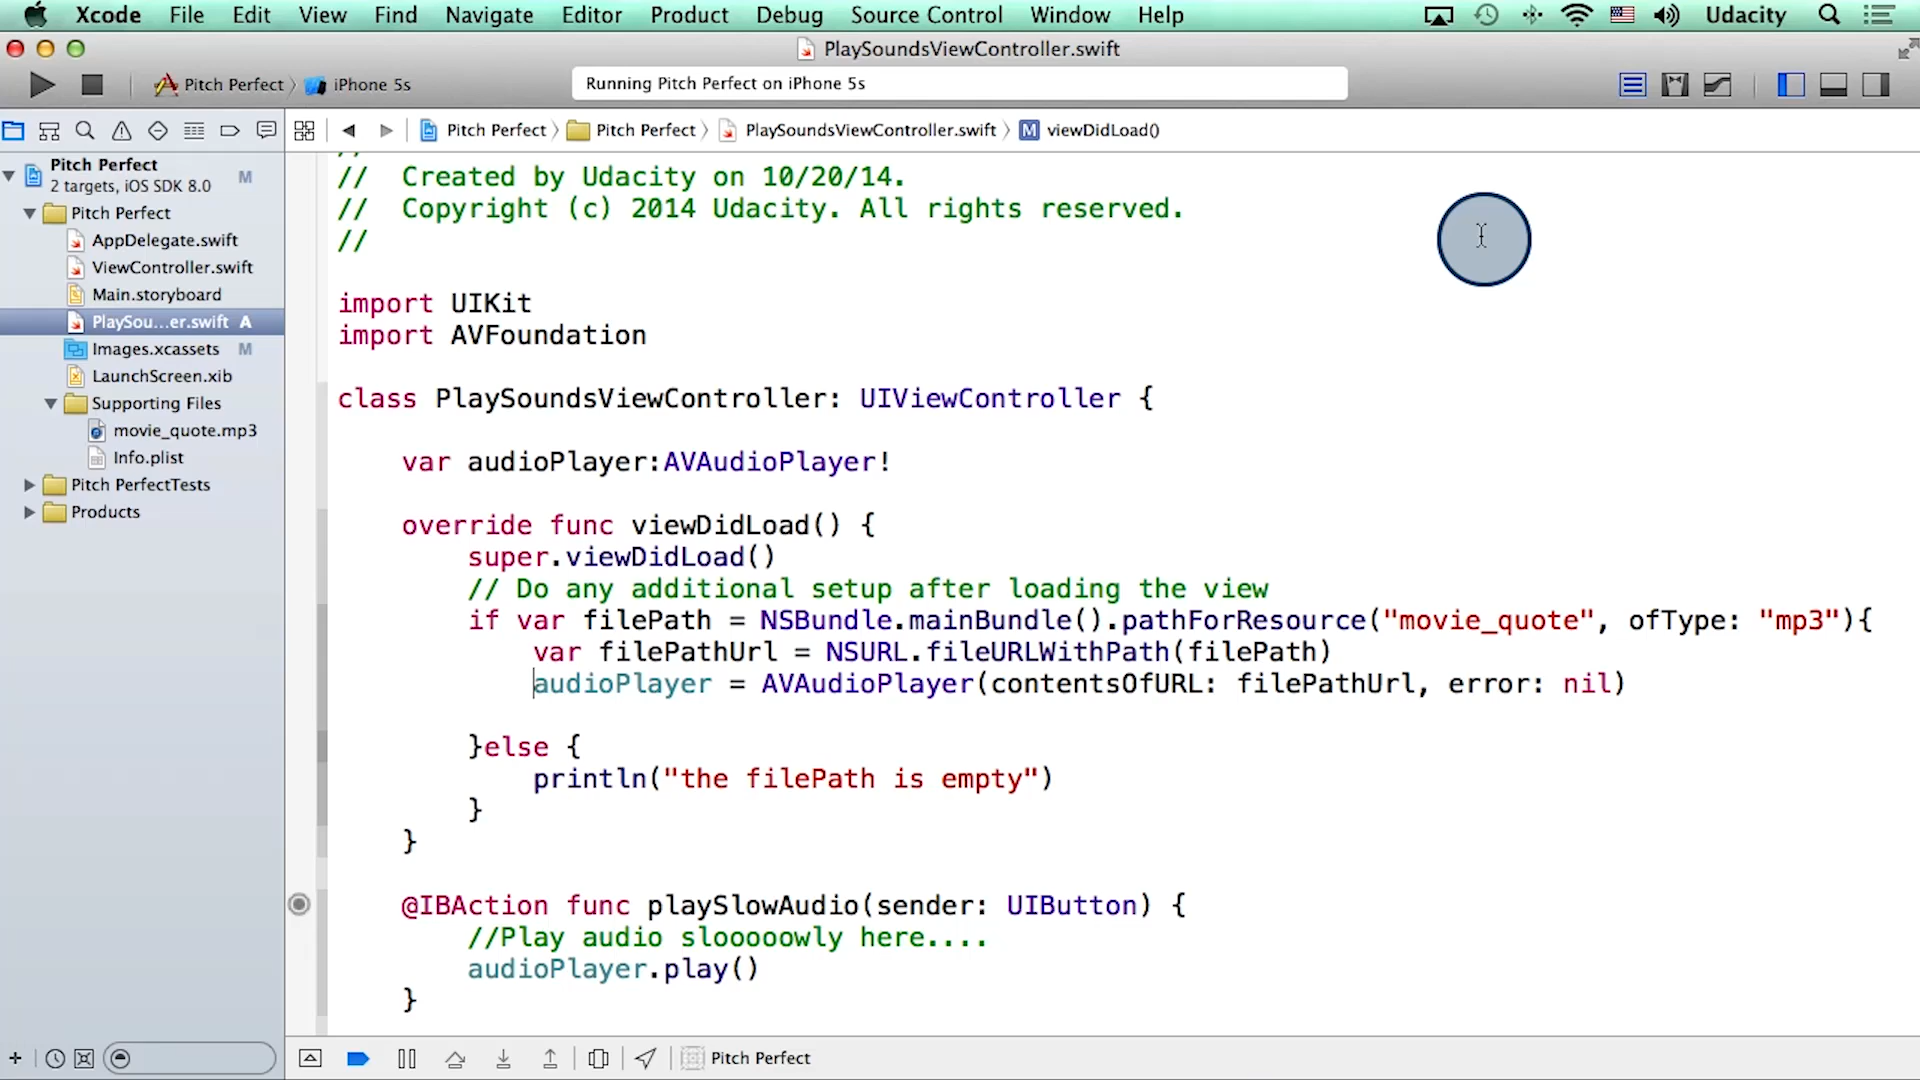 Xcode File Edit View Find Navigate Editor Product Debug Source Control Window Help Udacity
PlaySoundsViewController.swift
Pitch Perfect iPhone 5s Running Pitch Perfect on iPhone 5s
Pitch Perfect Pitch Perfect PlaySoundsViewController.swift M viewDidLoad()
Pitch Perfect
2 targets, iOS SDK 8.0 M
Pitch Perfect
AppDelegate.swift
ViewController.swift
Main.storyboard
PlaySou...er.swift A
Images.xcassets M
LaunchScreen.xib
Supporting Files
movie_quote.mp3
Info.plist
Pitch PerfectTests
Products
//
// Created by Udacity on 10/20/14.
// Copyright (c) 2014 Udacity. All rights reserved.
//
import UIKit
import AVFoundation
class PlaySoundsViewController: UIViewController {
var audioPlayer:AVAudioPlayer!
override func viewDidLoad() {
super.viewDidLoad()
// Do any additional setup after loading the view
if var filePath = NSBundle.mainBundle().pathForResource("movie_quote", ofType: "mp3"){
var filePathUrl = NSURL.fileURLWithPath(filePath)
audioPlayer = AVAudioPlayer(contentsOfURL: filePathUrl, error: nil)
}else {
println("the filePath is empty")
}
}
@IBAction func playSlowAudio(sender: UIButton) {
//Play audio slooooowly here....
audioPlayer.play()
}
Pitch Perfect